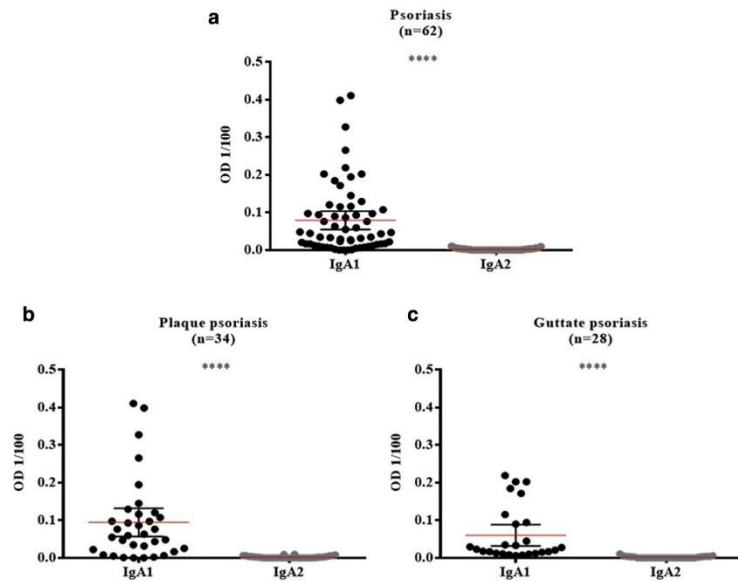 a
Psoriasis
(n=62)
****
0.5
0.4
0.3
0.2
0.1
0.0
OD 1/100
IgA1
IgA2
b
Plaque psoriasis
(n=34)
****
0.5
0.4
0.3
0.2
0.1
0.0
OD 1/100
IgA1
IgA2
c
Guttate psoriasis
(n=28)
****
0.5
0.4
0.3
0.2
0.1
0.0
OD 1/100
IgA1
IgA2